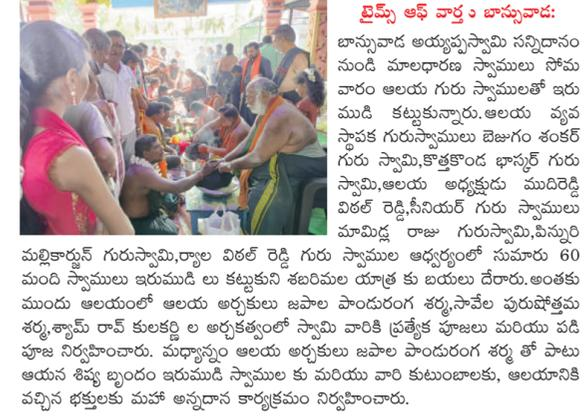 టైమ్స్ ఆఫ్ వార్త ు బాన్సువాడ:
బాన్సువాడ అయ్యప్పస్వామి సన్నిదానం
నుండి మాలధారణ స్వాములు సోమ
వారం ఆలయ గురు స్వాములతో ఇరు
ముడి కట్టుకున్నారు.ఆలయ వ్యవ
స్థాపక గురుస్వాములు బెజుగం శంకర్
గురు స్వామి,కొత్తకొండ భాస్కర్ గురు
స్వామి,ఆలయ అధ్యక్షుడు ముదిరెడ్డి
విఠల్ రెడ్డి,సీనియర్ గురు స్వాములు
మామిడ్ల రాజు గురుస్వామి,పిన్నురి
మల్లికార్జున్ గురుస్వామి,ర్యాల విఠల్ రెడ్డి గురు స్వాముల ఆధ్వర్యంలో సుమారు 60
మంది స్వాములు ఇరుముడి లు కట్టుకుని శబరిమల యాత్ర కు బయలు దేరారు.అంతకు
ముందు ఆలయంలో ఆలయ అర్చకులు జపాల పాండురంగ శర్మ,సావేల పురుషోత్తమ
శర్మ,శ్యామ్ రావ్ కులకర్ణి ల అర్చకత్వంలో స్వామి వారికి ప్రత్యేక పూజలు మరియు పడి
పూజ నిర్వహించారు. మధ్యాన్నం ఆలయ అర్చకులు జపాల పాండురంగ శర్మ తో పాటు
ఆయన శిష్య బృందం ఇరుముడి స్వాముల కు మరియు వారి కుటుంబాలకు, ఆలయానికి
వచ్చిన భక్తులకు మహా అన్నదాన కార్యక్రమం నిర్వహించారు.